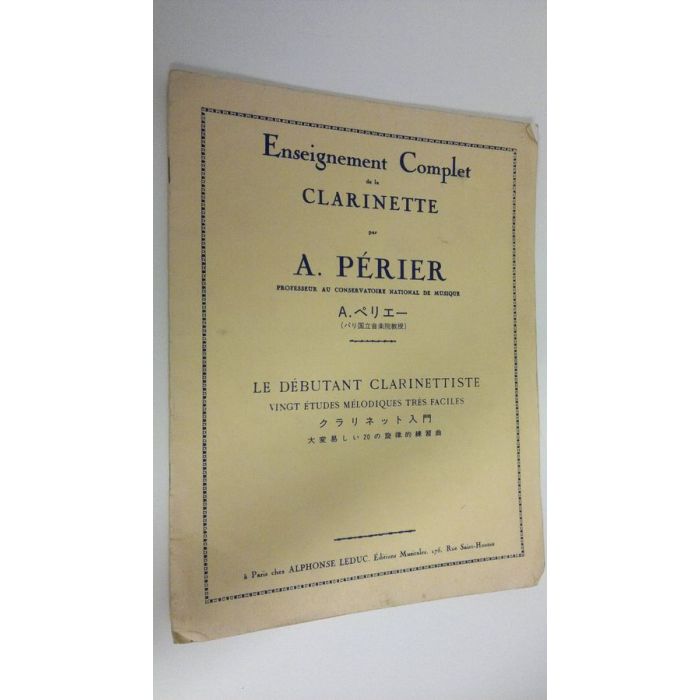 Enseignement Complet
de la
CLARINETTE
par
A. PÉRIER
PROFESSEUR AU CONSERVATOIRE NATIONAL DE MUSIQUE
A.ペリエー
(パリ国立音楽院教授)
LE DÉBUTANT CLARINETTISTE
VINGT ÉTUDES MÉLODIQUES TRÈS FACILES
クラリネット入門
大変易しい20の旋律的練習曲
à Paris chez ALPHONSE LEDUC. Éditions Musicales, 176, Rue Saint-Honoré